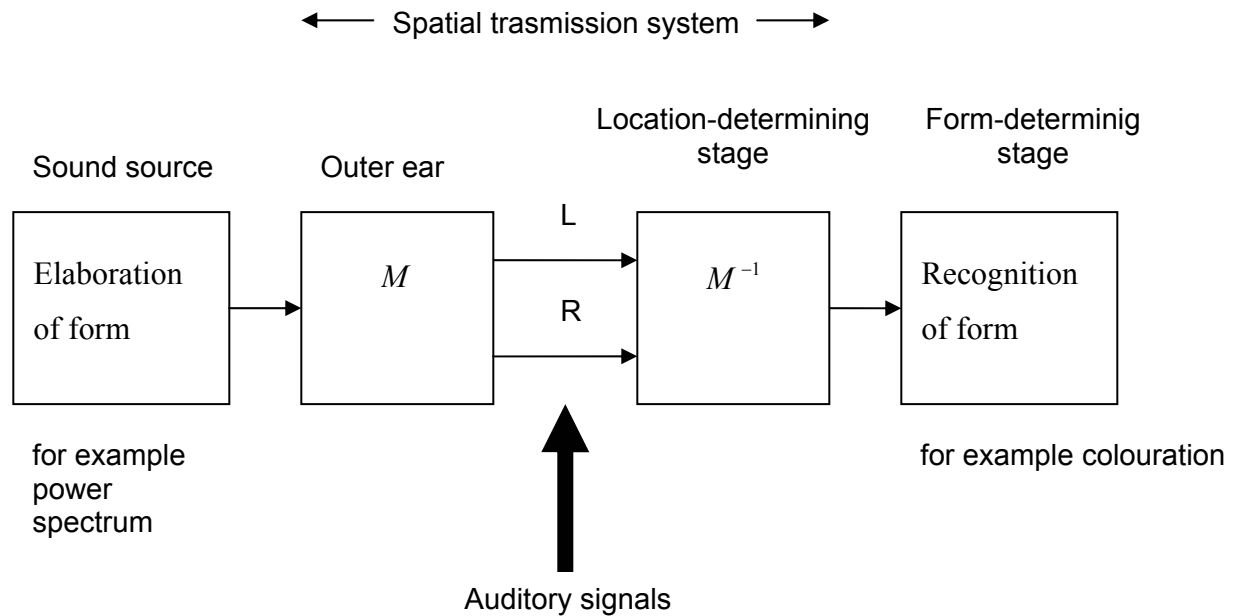 Spatial trasmission system
Location-determining
stage
Form-determinig
stage
Sound source
Outer ear
L
R
Elaboration
of form
M
M⁻¹
Recognition
of form
for example
power
spectrum
for example colouration
Auditory signals